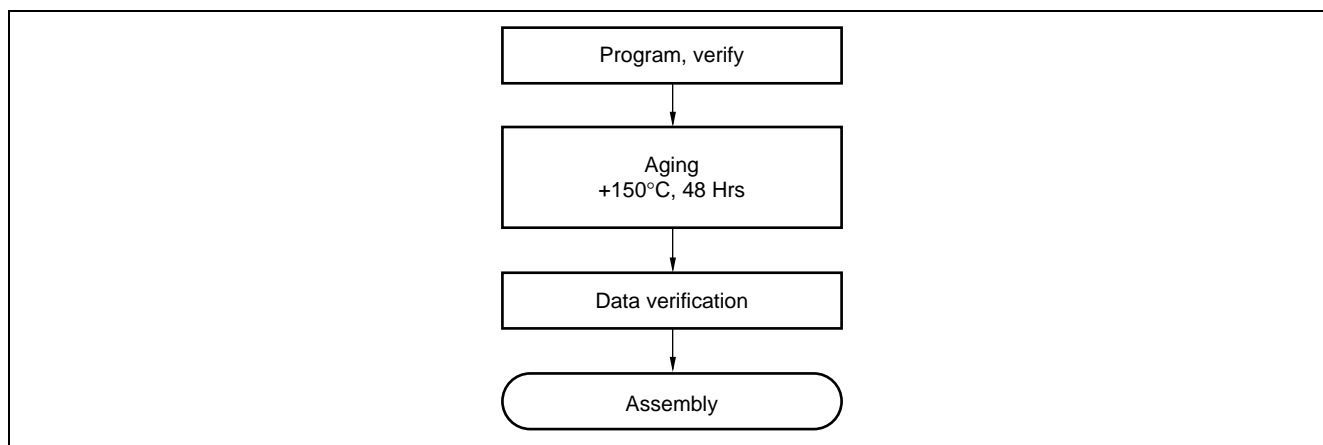 Program, verify
Aging
+150°C, 48 Hrs
Data verification
Assembly